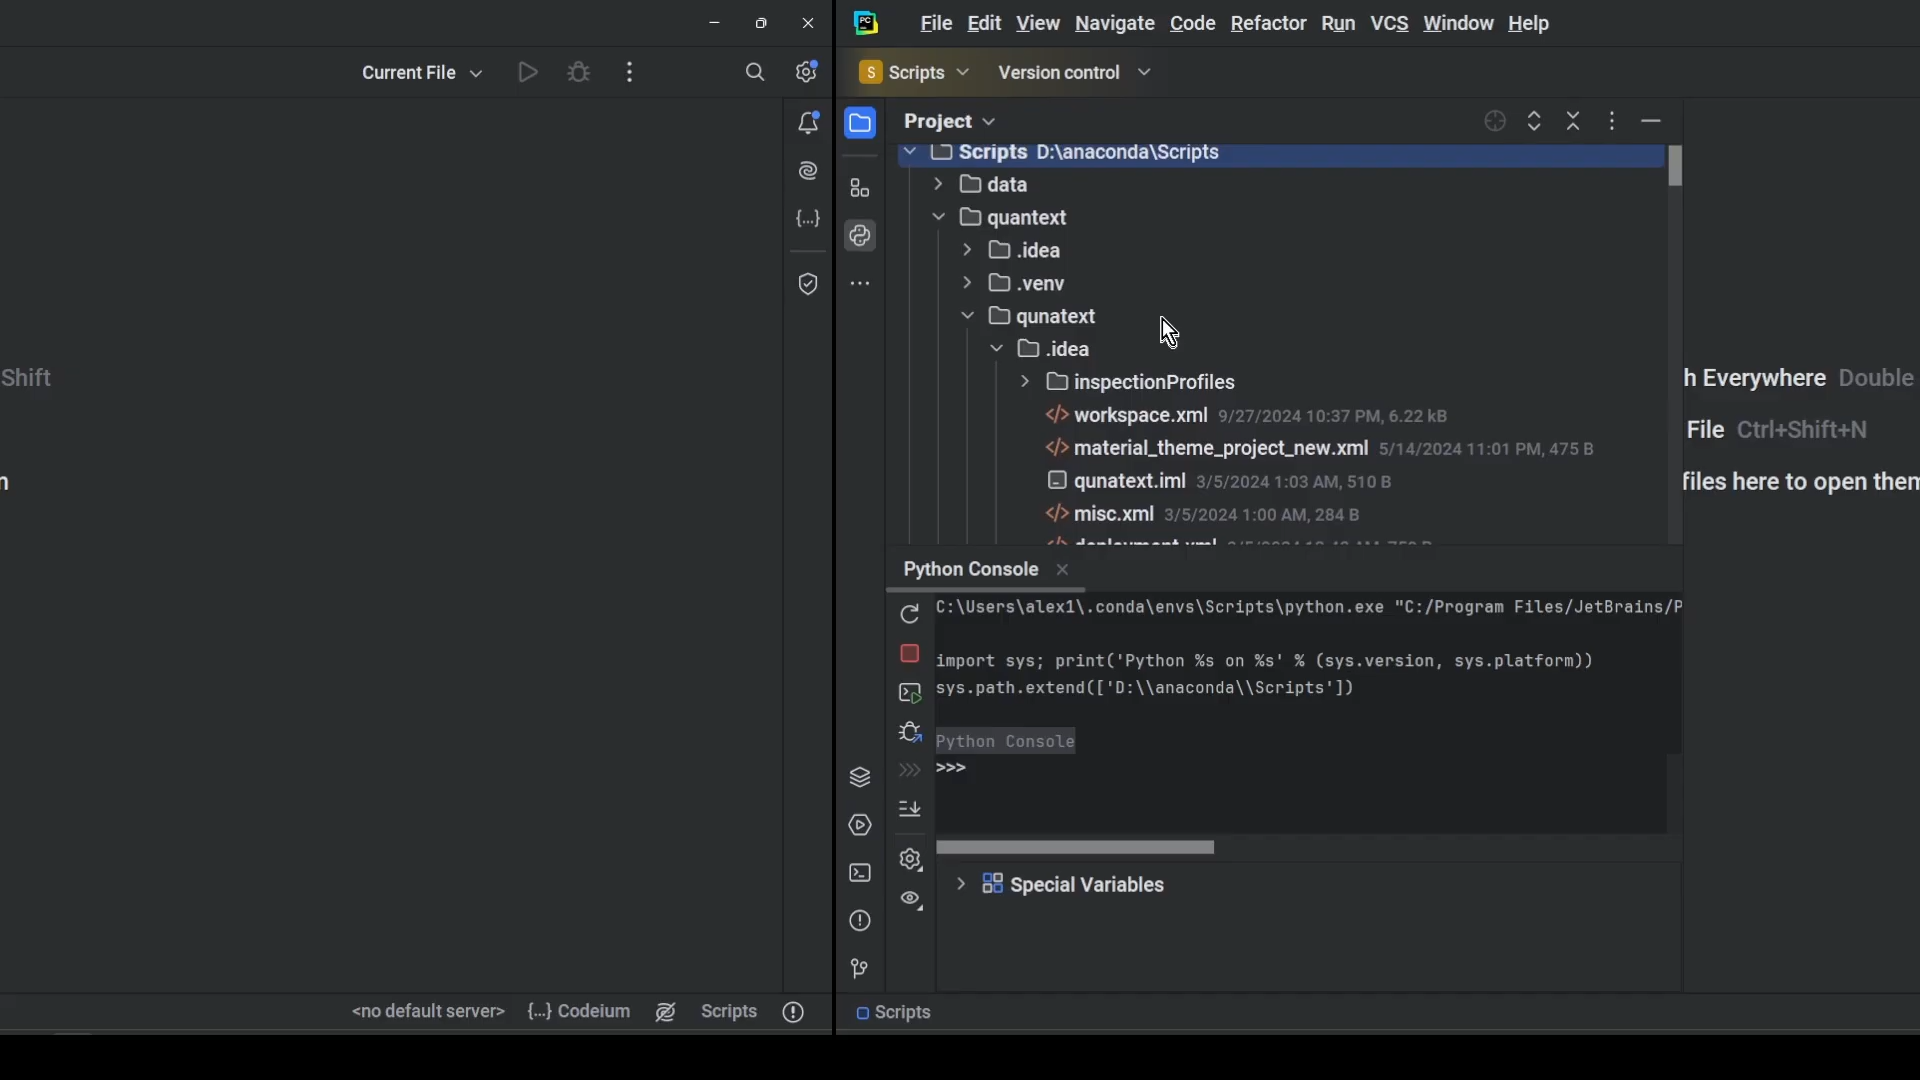 Current File
Shift
n
<no default server> {...} Codeium Scripts
PC File Edit View Navigate Code Refactor Run VCS Window Help
S Scripts Version control
Project
Scripts D:\anaconda\Scripts
data
quantext
.idea
.venv
qunatext
.idea
inspectionProfiles
workspace.xml 9/27/2024 10:37 PM, 6.22 kB
material_theme_project_new.xml 5/14/2024 11:01 PM, 475 B
qunatext.iml 3/5/2024 1:03 AM, 510 B
misc.xml 3/5/2024 1:00 AM, 284 B
h Everywhere Double
File Ctrl+Shift+N
files here to open them
Python Console
C:\Users\alex1\.conda\envs\Scripts\python.exe "C:/Program Files/JetBrains/P
import sys; print('Python %s on %s' % (sys.version, sys.platform))
sys.path.extend(['D:\\anaconda\\Scripts'])
Python Console
>>>
Special Variables
Scripts